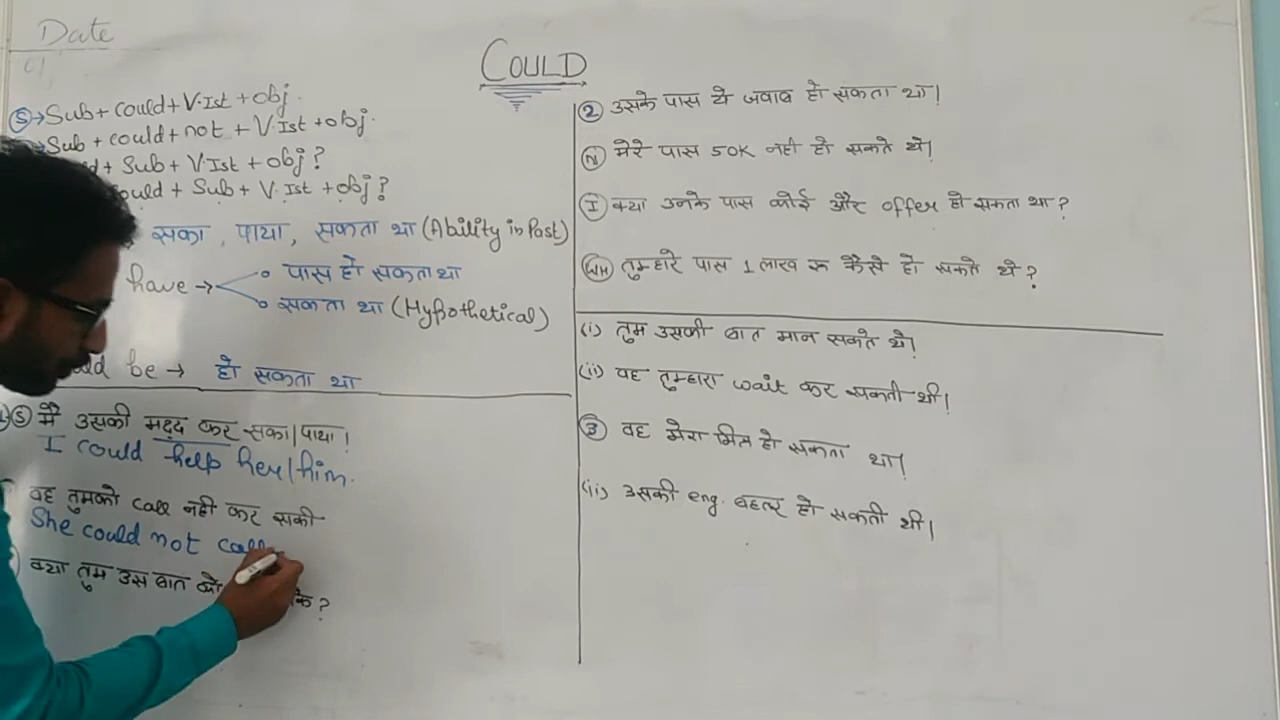 Date
COULD
S → Sub + could + V.Ist + obj.
Sub + could + not + V.Ist + obj.
+ Sub + V.Ist + obj?
could + Sub + V.Ist + obj?
सका, पाया, सकता था (Ability in Past)
have → पास हो सकता था
सकता था (Hypothetical)
be → हो सकता था
S मैं उसकी मदद कर सका/पाया।
I could help her/him.
वह तुमको call नही कर सकी
She could not call
क्या तुम उस बात को
?
2 उसके पास ये जवाब हो सकता था।
N मेरे पास 50K नही हो सकते थे।
I क्या उनके पास कोई और offer हो सकता था?
WH तुम्हारे पास 1 लाख रू कैसे हो सकते थे?
(i) तुम उसकी बात मान सकते थे।
(ii) वह तुम्हारा wait कर सकती थी।
3 वह मेरा मित्र हो सकता था।
(ii) उसकी eng. बहतर हो सकती थी।